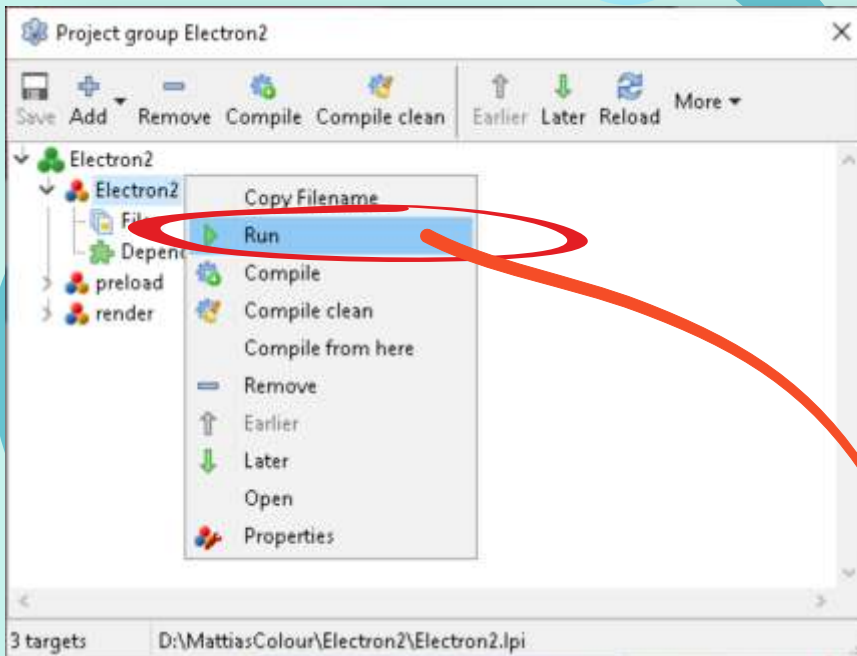 Project group Electron2
Save Add Remove Compile Compile clean Earlier Later Reload More
Electron2
Electron2
Copy Filename
Run
Depen
Compile
preload
Compile clean
render
Compile from here
Remove
Earlier
Later
Open
Properties
3 targets D:\MattiasColour\Electron2\Electron2.lpi